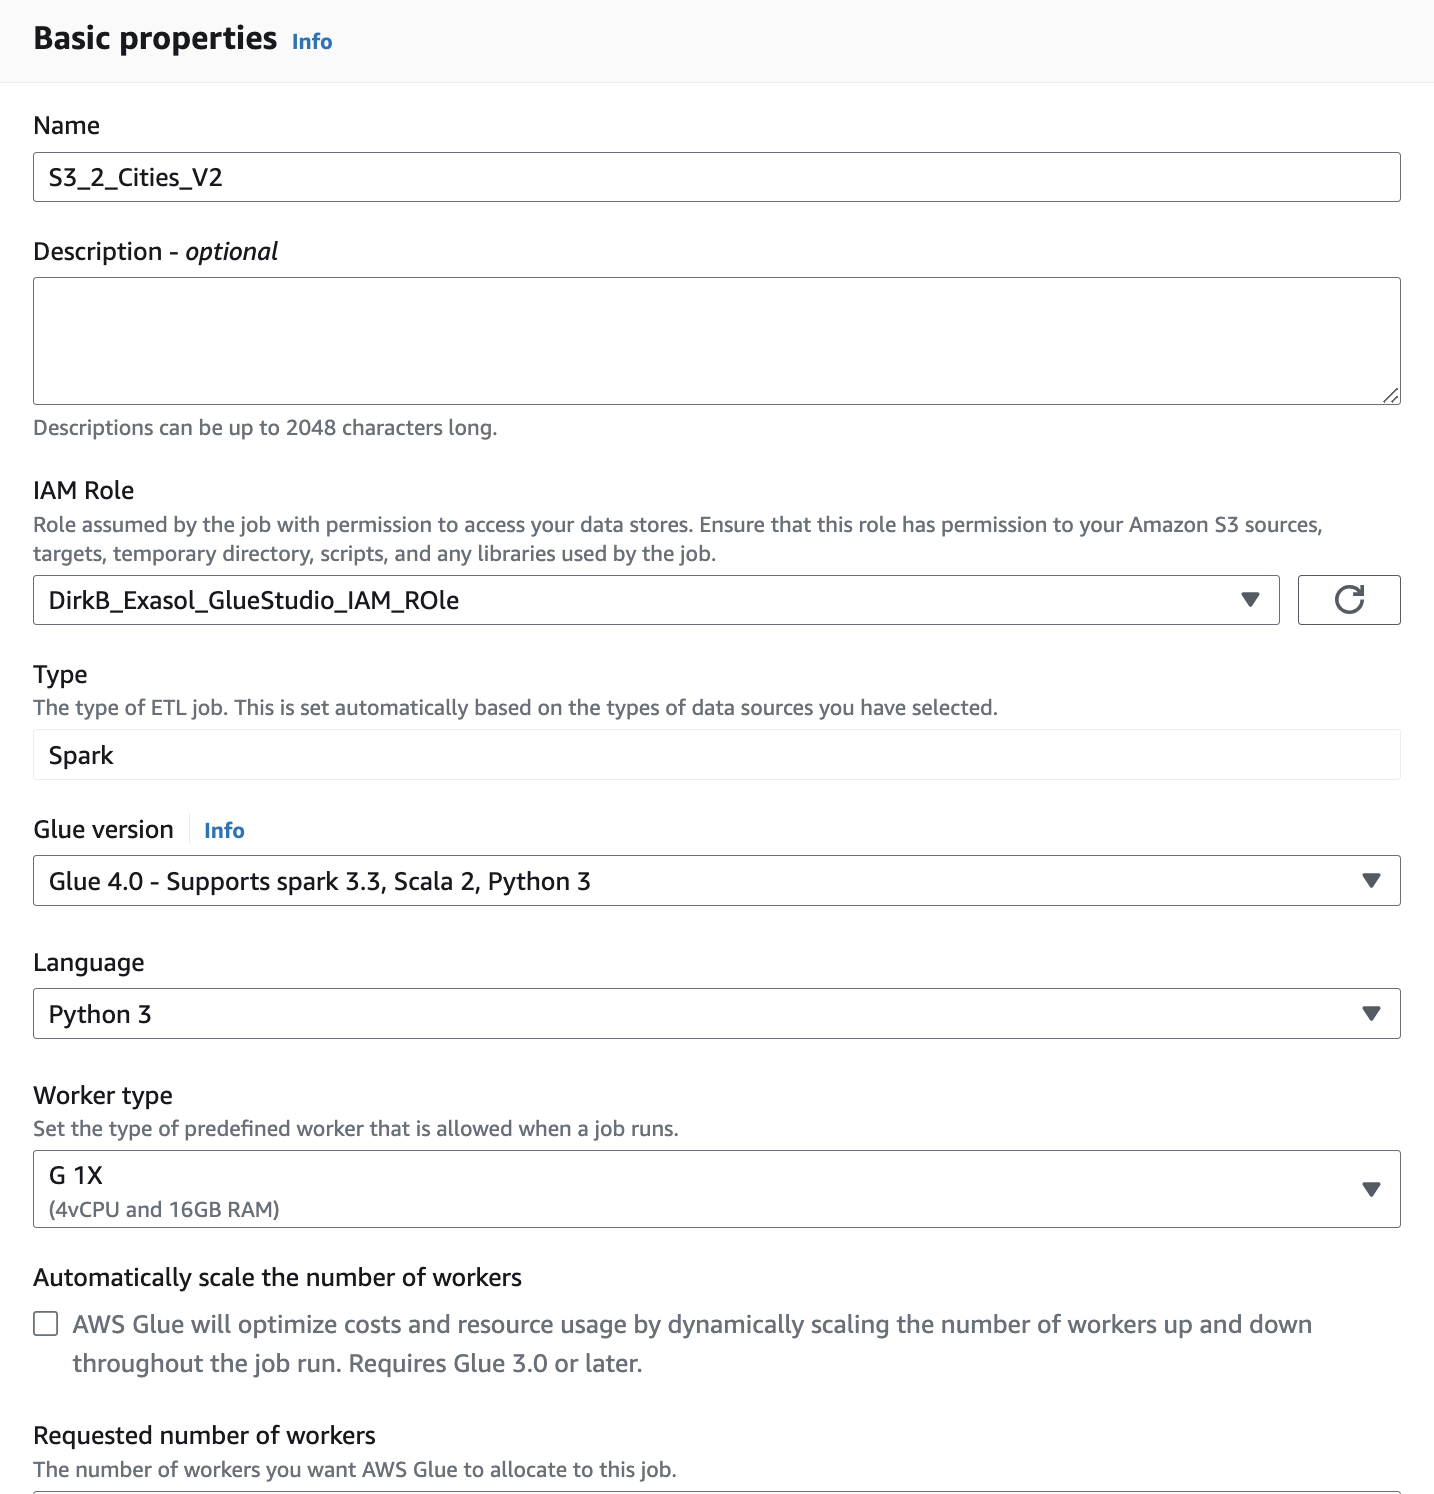 Basic properties Info
Name
S3_2_Cities_V2
Description - optional
Descriptions can be up to 2048 characters long.
IAM Role
Role assumed by the job with permission to access your data stores. Ensure that this role has permission to your Amazon S3 sources,
targets, temporary directory, scripts, and any libraries used by the job.
DirkB_Exasol_GlueStudio_IAM_ROle
Type
The type of ETL job. This is set automatically based on the types of data sources you have selected.
Spark
Glue version Info
Glue 4.0 - Supports spark 3.3, Scala 2, Python 3
Language
Python 3
Worker type
Set the type of predefined worker that is allowed when a job runs.
G 1X
(4vCPU and 16GB RAM)
Automatically scale the number of workers
AWS Glue will optimize costs and resource usage by dynamically scaling the number of workers up and down
throughout the job run. Requires Glue 3.0 or later.
Requested number of workers
The number of workers you want AWS Glue to allocate to this job.